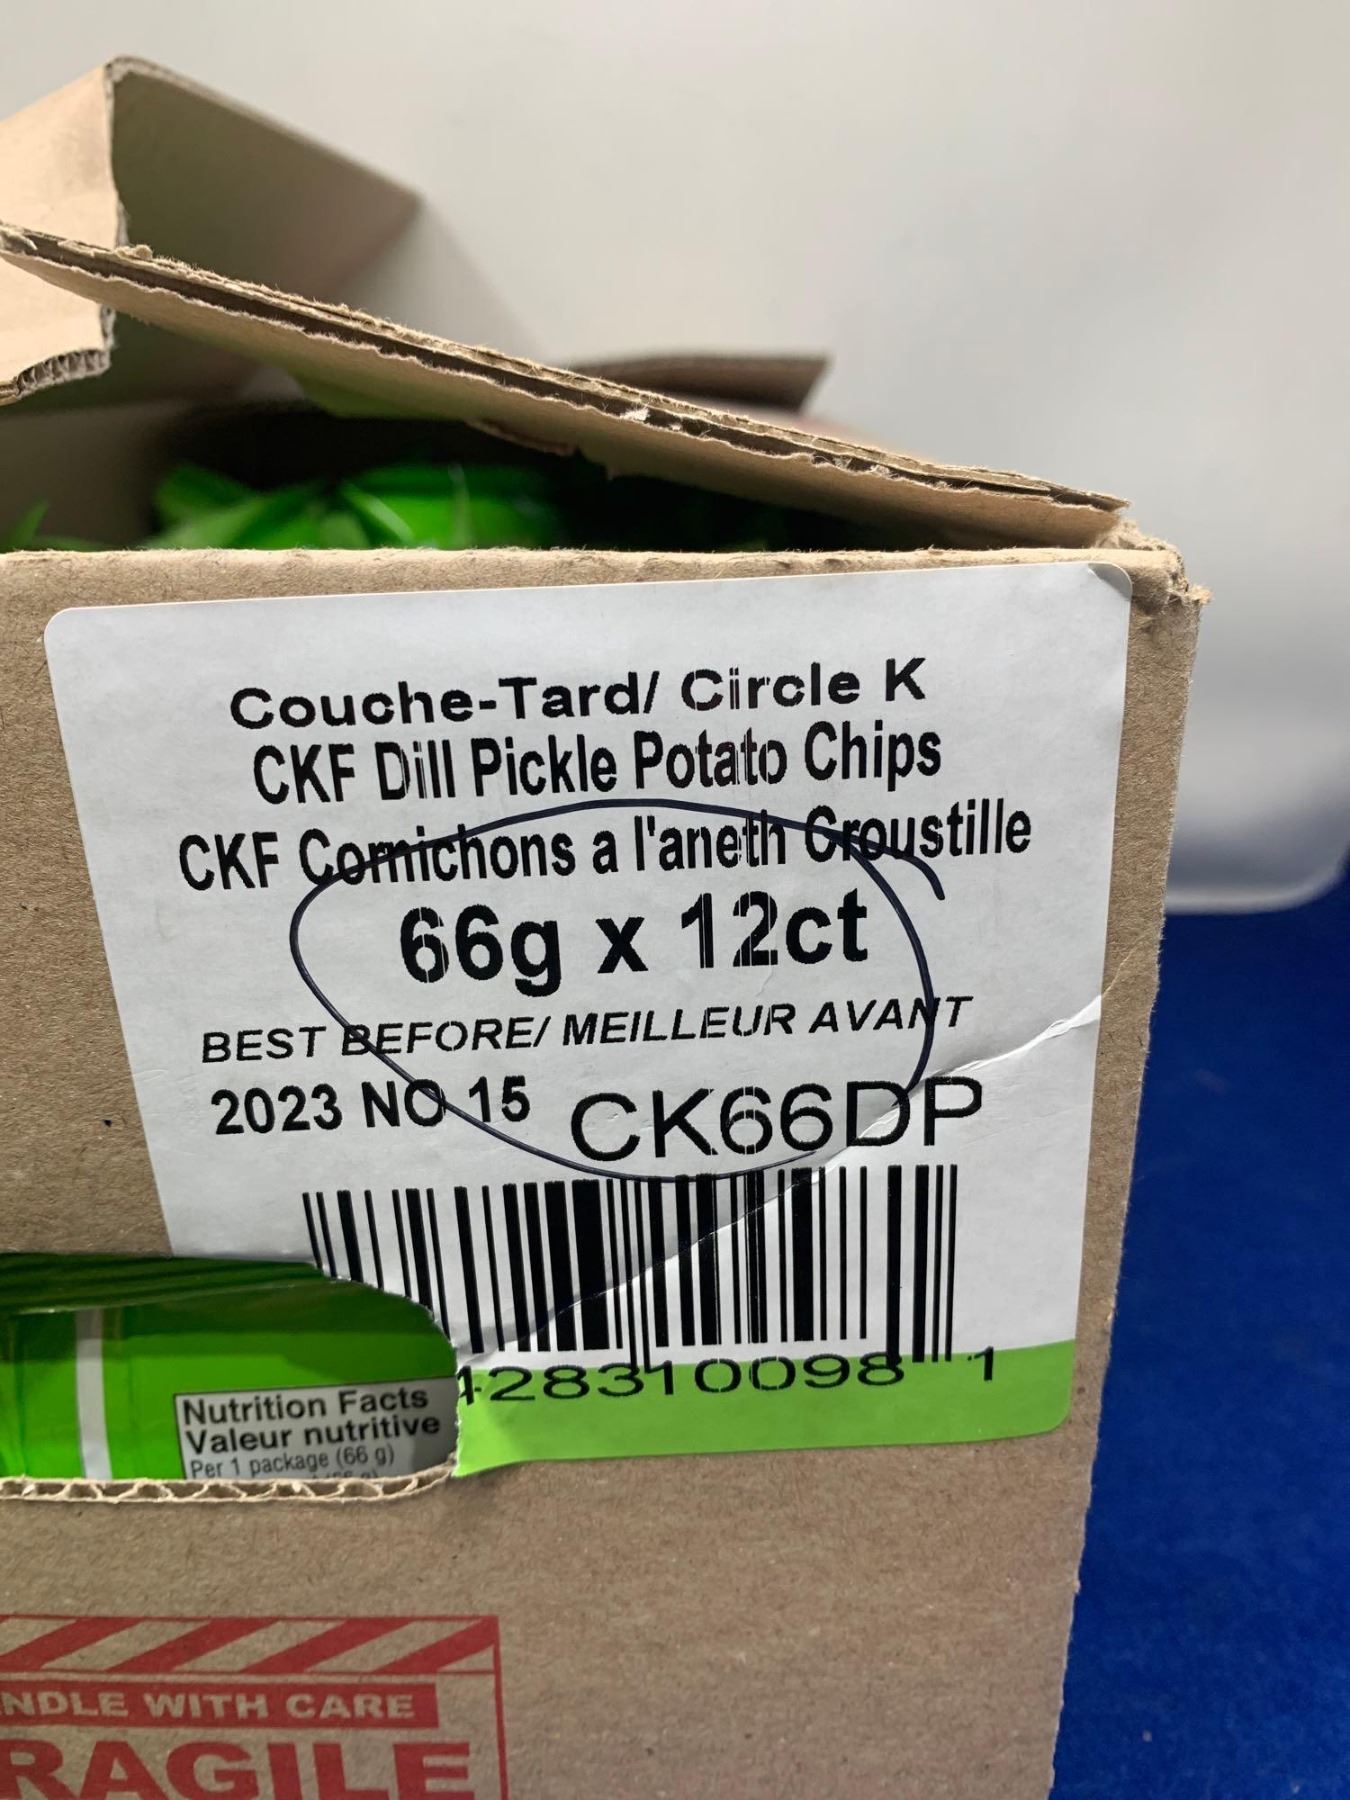 Couche-Tard/ Circle K
CKF Dill Pickle Potato Chips
CKF Cornichons a l'aneth Croustille
66g x 12ct
BEST BEFORE/ MEILLEUR AVANT
2023 NO 15 CK66DP
428310098 1
Nutrition Facts
Valeur nutritive
Per 1 package (66 g)
NDLE WITH CARE
RAGILE